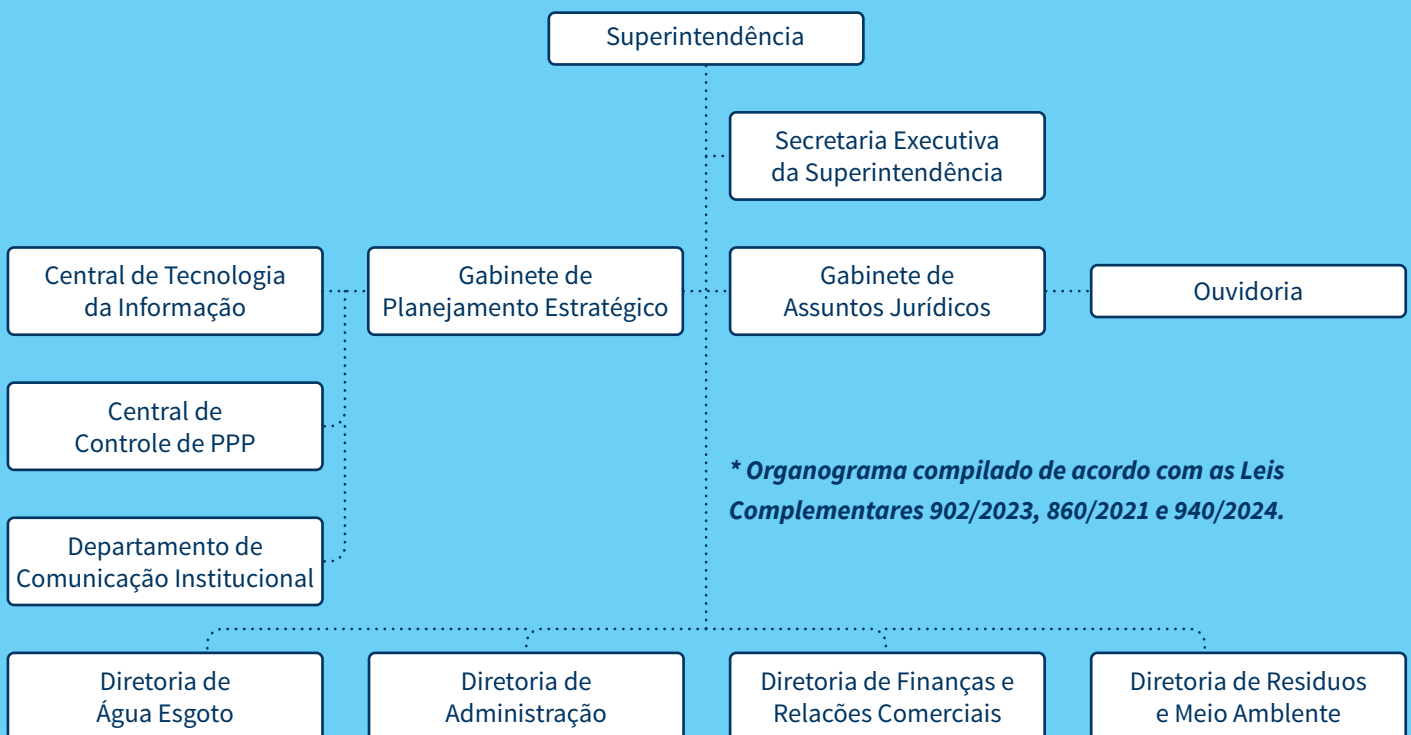 Superintendência
Secretaria Executiva
da Superintendência
Central de Tecnologia
da Informação
Gabinete de
Planejamento Estratégico
Gabinete de
Assuntos Jurídicos
Ouvidoria
Central de
Controle de PPP
* Organograma compilado de acordo com as Leis
Complementares 902/2023, 860/2021 e 940/2024.
Departamento de
Comunicação Institucional
Diretoria de
Água Esgoto
Diretoria de
Administração
Diretoria de Finanças e
Relacões Comerciais
Diretoria de Residuos
e Meio Amblente